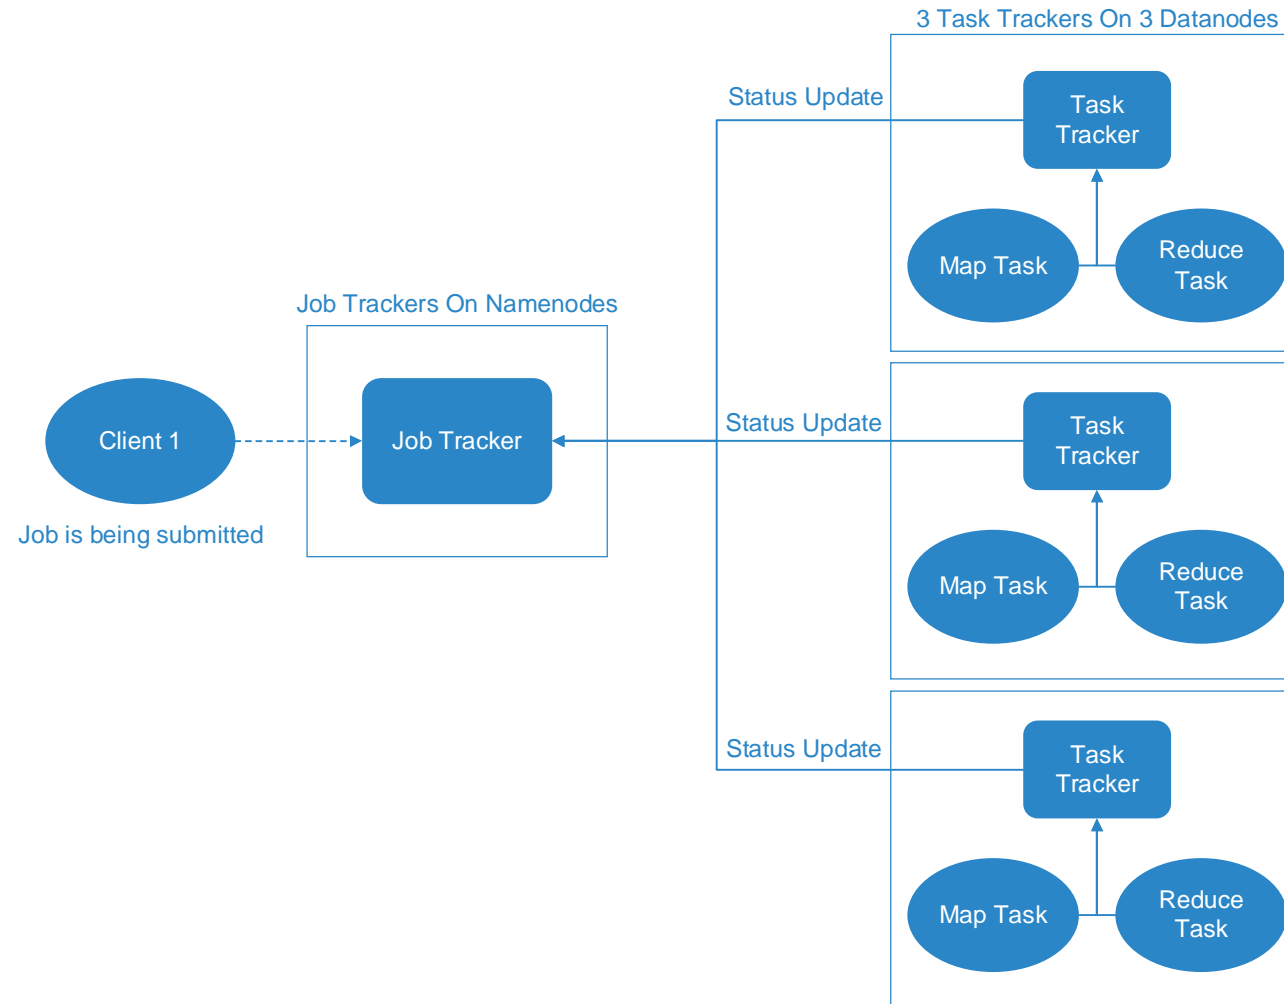 3 Task Trackers On 3 Datanodes
Status Update
Task
Tracker
Map Task
Reduce
Task
Job Trackers On Namenodes
Client 1
Job Tracker
Job is being submitted
Status Update
Task
Tracker
Map Task
Reduce
Task
Status Update
Task
Tracker
Map Task
Reduce
Task